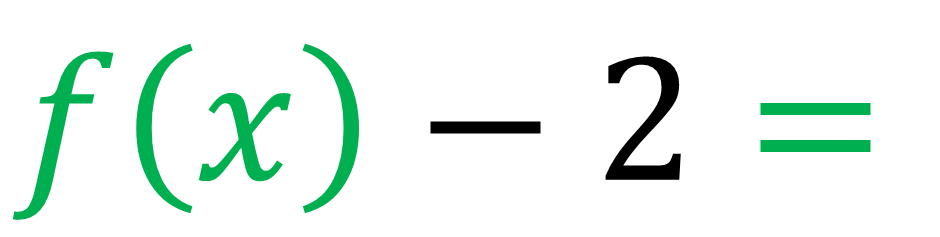 f(x) − 2 =